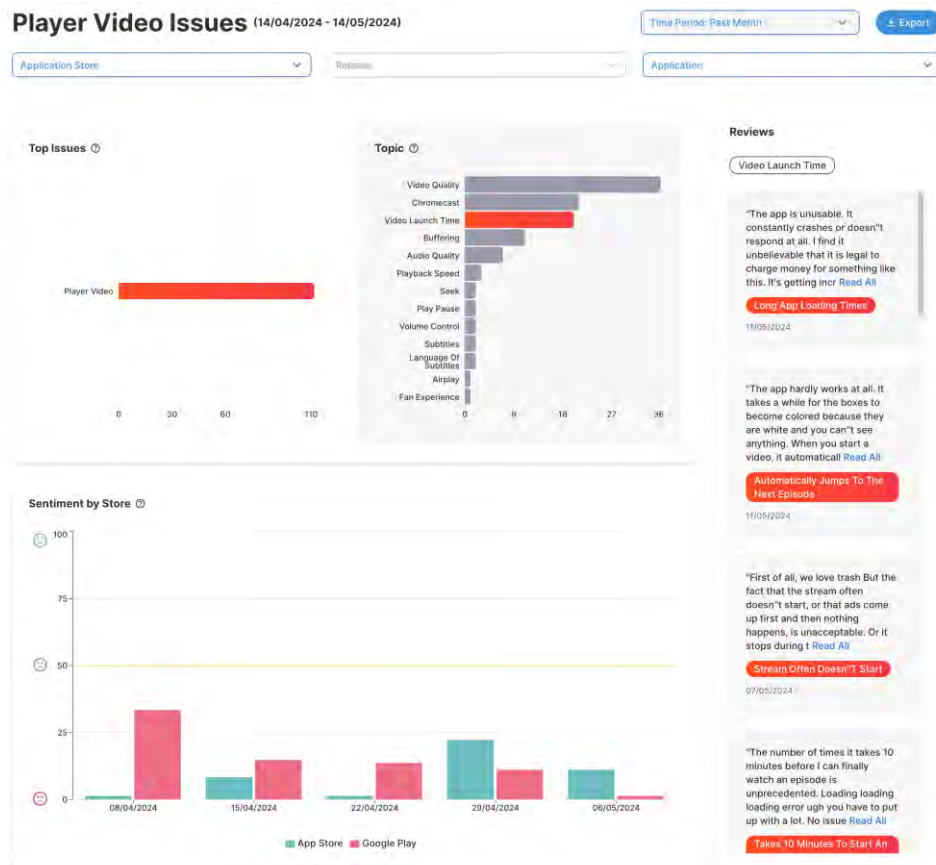 Player Video Issues (14/04/2024 - 14/05/2024)
Time Period: Past Month
Export
Application Store
Release
Application
Top Issues
Player Video
0 30 60 110
Topic
Video Quality
Chromecast
Video Launch Time
Buffering
Audio Quality
Playback Speed
Seek
Play Pause
Volume Control
Subtitles
Language Of
Subtitles
Airplay
Fan Experience
0 9 18 27 36
Reviews
Video Launch Time
"The app is unusable. It
constantly crashes or doesn"t
respond at all. I find it
unbelievable that it is legal to
charge money for something like
this. It's getting incr Read All
Long App Loading Times
11/05/2024
"The app hardly works at all. It
takes a while for the boxes to
become colored because they
are white and you can"t see
anything. When you start a
video, it automaticall Read All
Automatically Jumps To The
Next Episode
11/05/2024
"First of all, we love trash But the
fact that the stream often
doesn"t start, or that ads come
up first and then nothing
happens, is unacceptable. Or it
stops during t Read All
Stream Often Doesn"T Start
07/05/2024
"The number of times it takes 10
minutes before I can finally
watch an episode is
unprecedented. Loading loading
loading error ugh you have to put
up with a lot. No issue Read All
Takes 10 Minutes To Start An
Sentiment by Store
100
75
50
25
0
08/04/2024 15/04/2024 22/04/2024 29/04/2024 06/05/2024
App Store Google Play